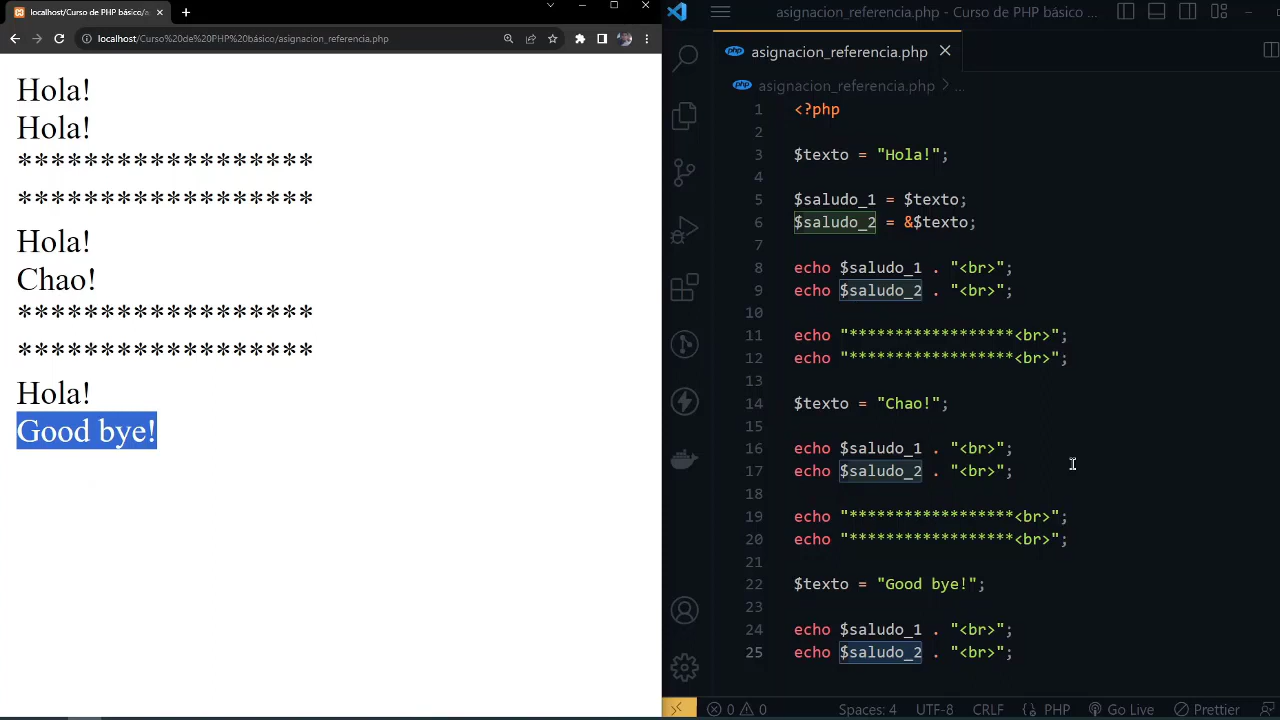 localhost/Curso de PHP básico/a
localhost/Curso%20de%20PHP%20básico/asignacion_referencia.php
Hola!
Hola!
******************
******************
Hola!
Chao!
******************
******************
Hola!
Good bye!
asignacion_referencia.php - Curso de PHP básico ...
php asignacion_referencia.php
php asignacion_referencia.php > ...
1 <?php
2
3 $texto = "Hola!";
4
5 $saludo_1 = $texto;
6 $saludo_2 = &$texto;
7
8 echo $saludo_1 . "<br>";
9 echo $saludo_2 . "<br>";
10
11 echo "******************<br>";
12 echo "******************<br>";
13
14 $texto = "Chao!";
15
16 echo $saludo_1 . "<br>";
17 echo $saludo_2 . "<br>";
18
19 echo "******************<br>";
20 echo "******************<br>";
21
22 $texto = "Good bye!";
23
24 echo $saludo_1 . "<br>";
25 echo $saludo_2 . "<br>";
0 0 Spaces: 4 UTF-8 CRLF {} PHP Go Live Prettier